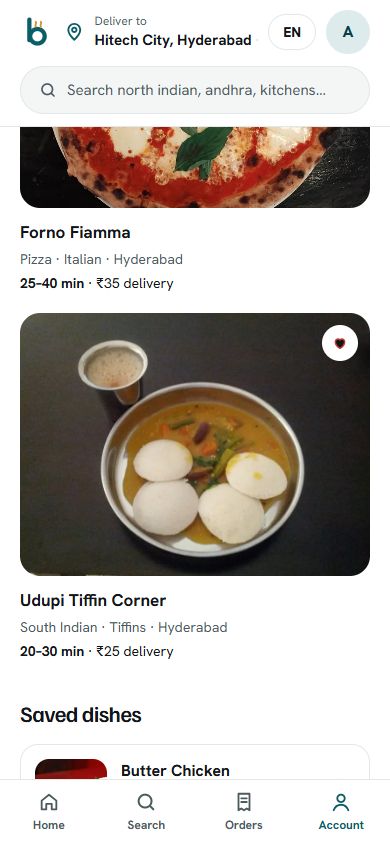 Deliver to
Hitech City, Hyderabad
EN
A
Search north indian, andhra, kitchens...
Forno Fiamma
Pizza · Italian · Hyderabad
25–40 min · ₹35 delivery
Udupi Tiffin Corner
South Indian · Tiffins · Hyderabad
20–30 min · ₹25 delivery
Saved dishes
Butter Chicken
Home
Search
Orders
Account